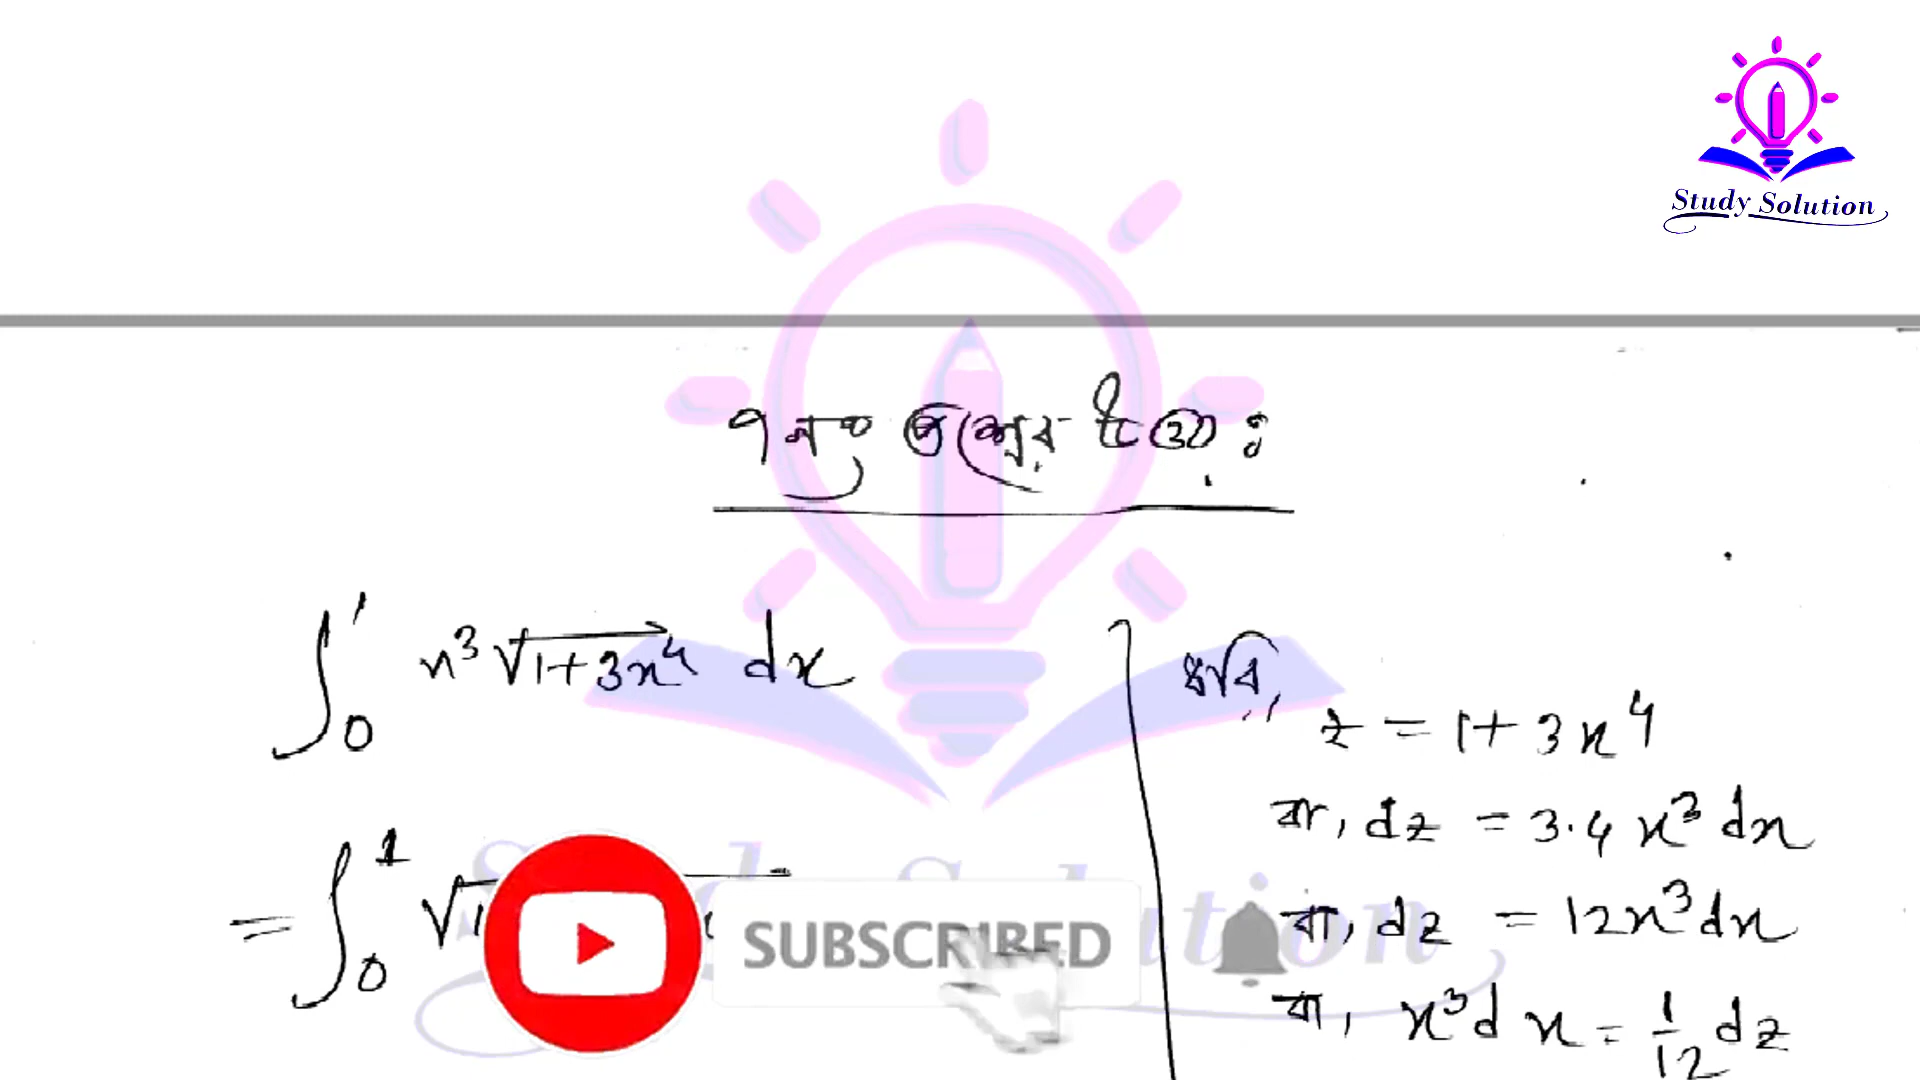 Study Solution
৭ নং প্রশ্নের উত্তর :
∫₀¹ x³√(1+3x⁴) dx
= ∫₀¹ √1
SUBSCRIBED
ধরি,
z = 1+3x⁴
বা, dz = 3.4 x³ dx
বা, dz = 12x³dx
বা, x³dx = 1/12 dz